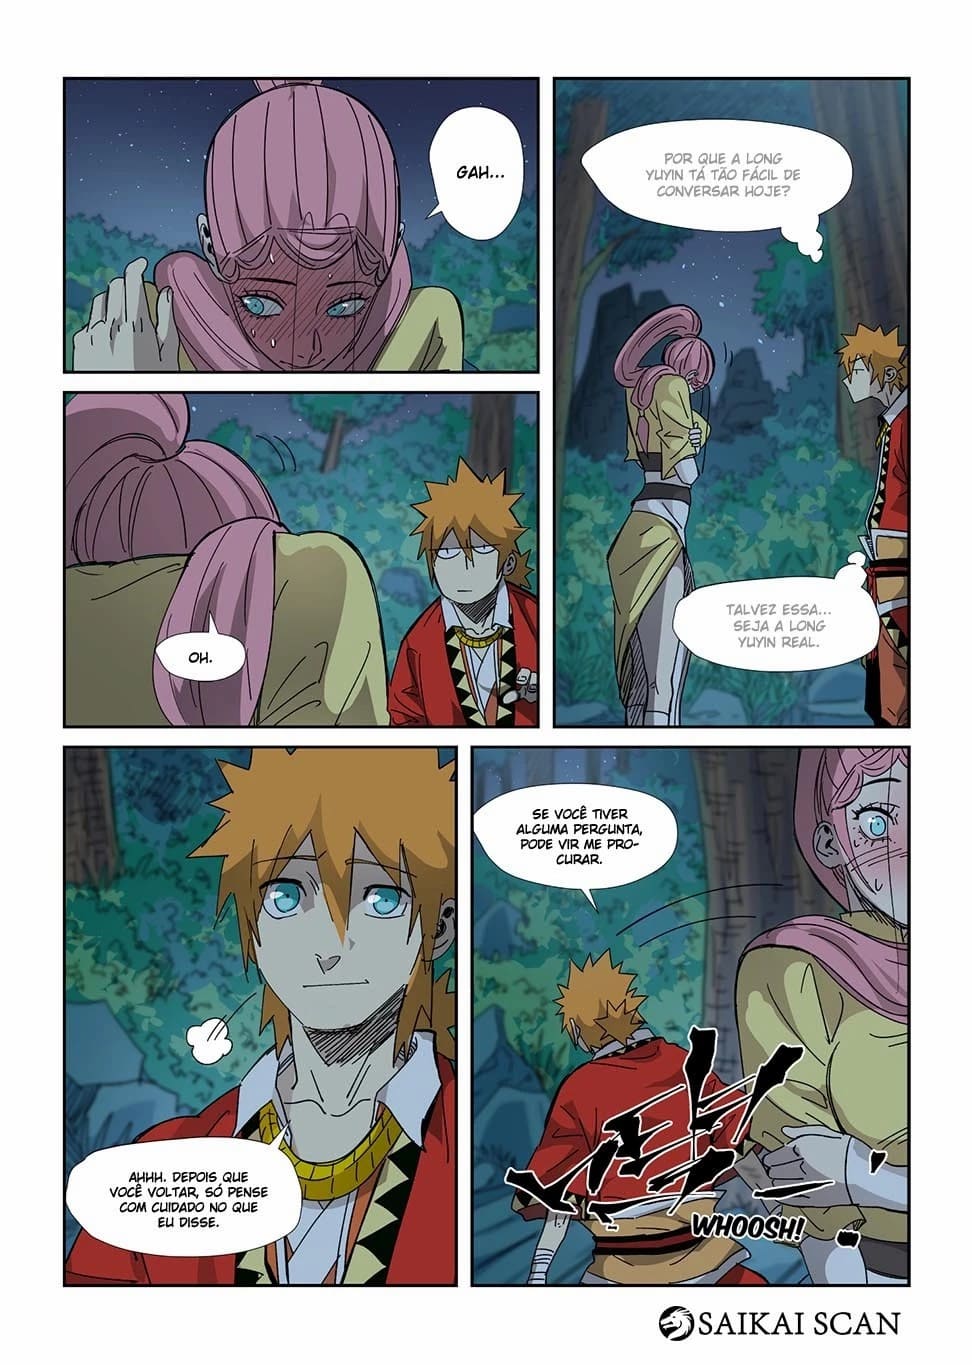 GAH...
POR QUE A LONG
YUYIN TÁ TÃO FÁCIL DE
CONVERSAR HOJE?
OH.
TALVEZ ESSA...
SEJA A LONG
YUYIN REAL.
AHHH. DEPOIS QUE
VOCÊ VOLTAR, SÓ PENSE
COM CUIDADO NO QUE
EU DISSE.
SE VOCÊ TIVER
ALGUMA PERGUNTA,
PODE VIR ME PRO-
CURAR.
WHOOSH!
SAIKAI SCAN